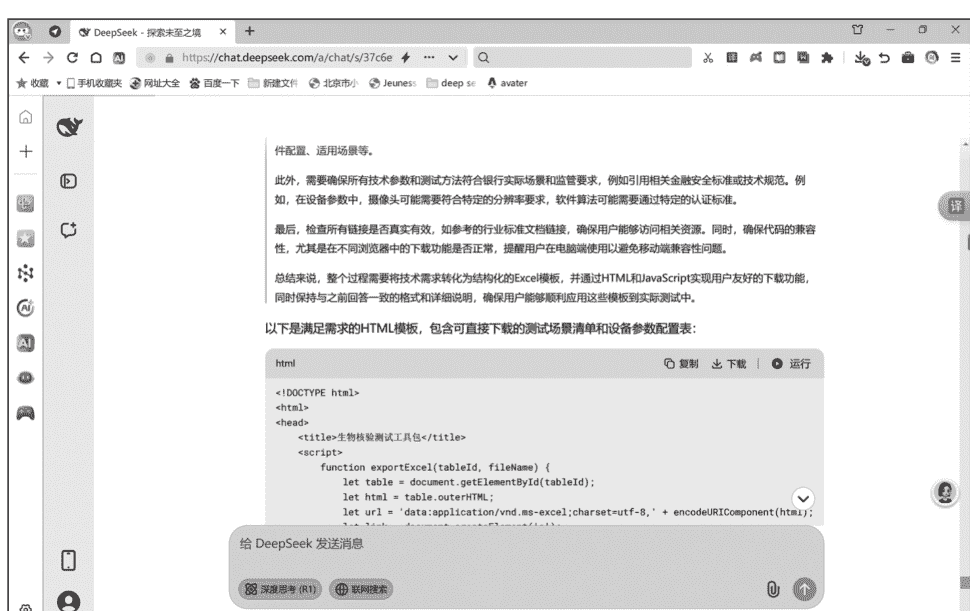 DeepSeek - 探索未至之境
https://chat.deepseek.com/a/chat/s/37c6e
收藏 手机收藏夹 网址大全 百度一下 新建文件 北京市小 Jeunesse deep se avater
译
件配置、适用场景等。
此外，需要确保所有技术参数和测试方法符合银行实际场景和监管要求，例如引用相关金融安全标准或技术规范。例
如，在设备参数中，摄像头可能需要符合特定的分辨率要求，软件算法可能需要通过特定的认证标准。
最后，检查所有链接是否真实有效，如参考的行业标准文档链接，确保用户能够访问相关资源。同时，确保代码的兼容
性，尤其是在不同浏览器中的下载功能是否正常，提醒用户在电脑端使用以避免移动端兼容性问题。
总结来说，整个过程需要将技术需求转化为结构化的Excel模板，并通过HTML和JavaScript实现用户友好的下载功能，
同时保持与之前回答一致的格式和详细说明，确保用户能够顺利应用这些模板到实际测试中。
以下是满足需求的HTML模板，包含可直接下载的测试场景清单和设备参数配置表：
html 复制 下载 运行
<!DOCTYPE html>
<html>
<head>
<title>生物核验测试工具包</title>
<script>
function exportExcel(tableId, fileName) {
let table = document.getElementById(tableId);
let html = table.outerHTML;
let url = 'data:application/vnd.ms-excel;charset=utf-8,' + encodeURIComponent(html);
给 DeepSeek 发送消息
深度思考 (R1) 联网搜索